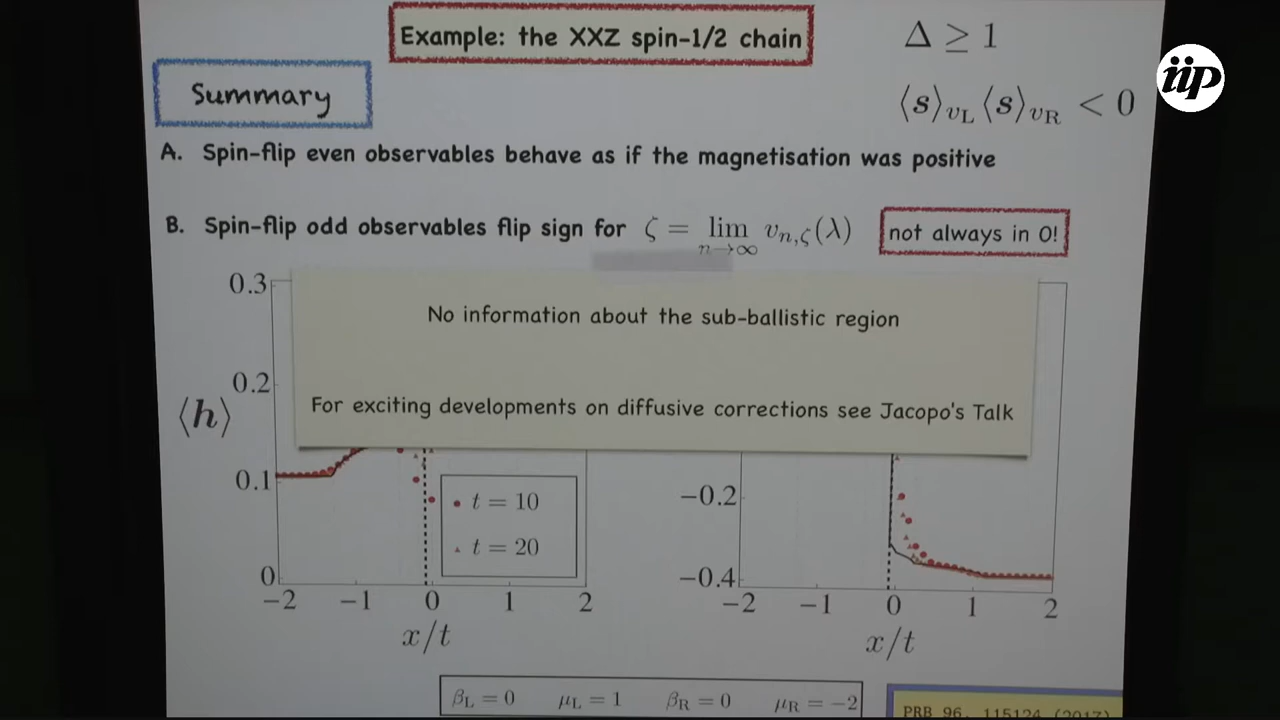 Example: the XXZ spin-1/2 chain
Δ ≥ 1
iip
Summary
⟨s⟩_{v_L} ⟨s⟩_{v_R} < 0
A. Spin-flip even observables behave as if the magnetisation was positive
B. Spin-flip odd observables flip sign for ζ = lim_{n→∞} v_{n,ζ}(λ)
not always in 0!
0.3
No information about the sub-ballistic region
0.2
⟨h⟩
For exciting developments on diffusive corrections see Jacopo's Talk
0.1
t = 10
t = 20
0
−2 −1 0 1 2
x/t
−0.2
−0.4
−2 −1 0 1 2
x/t
β_L = 0 μ_L = 1 β_R = 0 μ_R = −2
PRB 96, 115124 (2017)